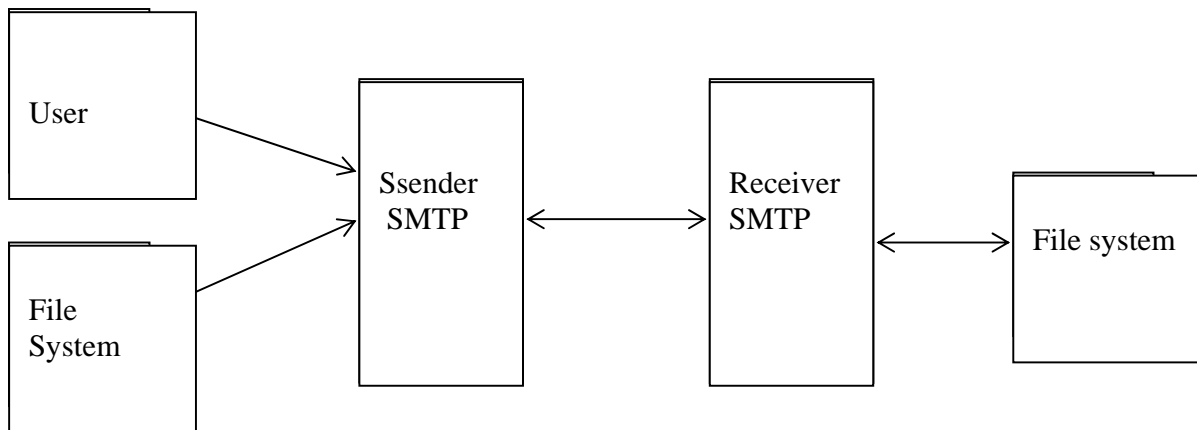 User
File
System
Ssender
SMTP
Receiver
SMTP
File system